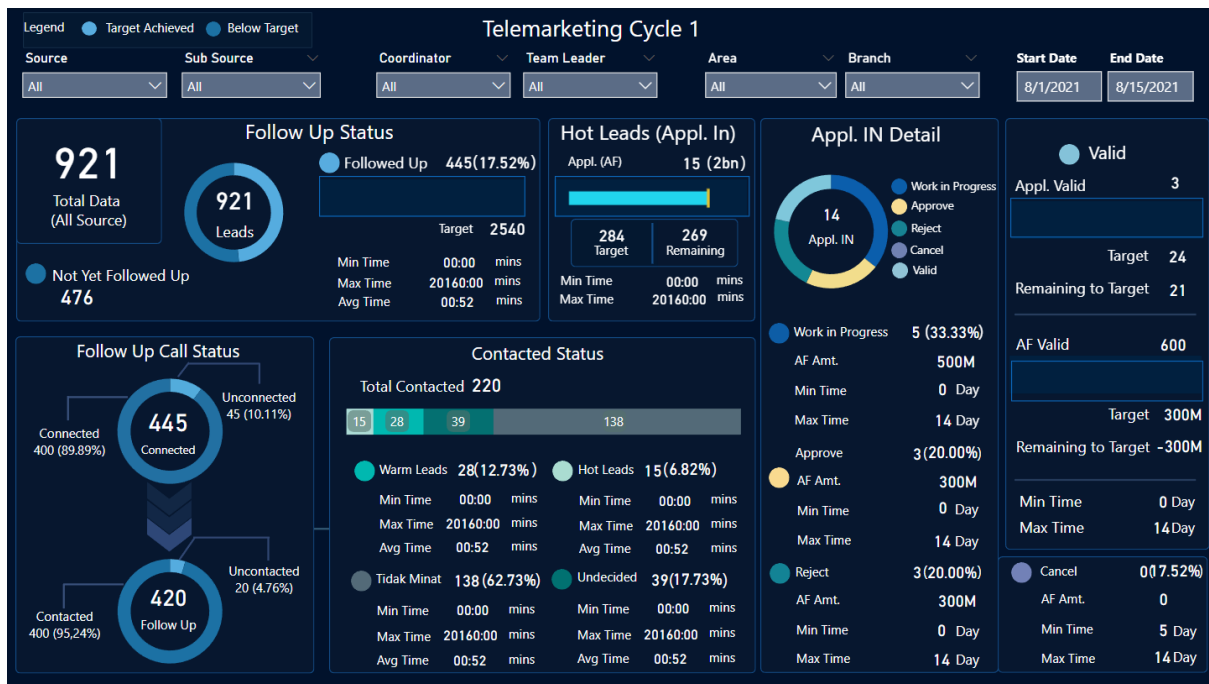 Legend Target Achieved Below Target
Telemarketing Cycle 1
Source Sub Source Coordinator Team Leader Area Branch Start Date End Date
All All All All All All 8/1/2021 8/15/2021
921
Total Data
(All Source)
Not Yet Followed Up
476
Follow Up Status
921
Leads
Followed Up 445(17.52%)
Target 2540
Min Time 00:00 mins
Max Time 20160:00 mins
Avg Time 00:52 mins
Hot Leads (Appl. In)
Appl. (AF) 15 (2bn)
284 269
Target Remaining
Min Time 00:00 mins
Max Time 20160:00 mins
Appl. IN Detail
14
Appl. IN
Work in Progress
Approve
Reject
Cancel
Valid
Work in Progress 5 (33.33%)
AF Amt. 500M
Min Time 0 Day
Max Time 14 Day
Approve 3(20.00%)
AF Amt. 300M
Min Time 0 Day
Max Time 14 Day
Reject 3(20.00%)
AF Amt. 300M
Min Time 0 Day
Max Time 14 Day
Valid
Appl. Valid 3
Target 24
Remaining to Target 21
AF Valid 600
Target 300M
Remaining to Target -300M
Min Time 0 Day
Max Time 14Day
Cancel 0(17.52%)
AF Amt. 0
Min Time 5 Day
Max Time 14 Day
Follow Up Call Status
445
Connected
Unconnected
45 (10.11%)
Connected
400 (89.89%)
420
Follow Up
Uncontacted
20 (4.76%)
Contacted
400 (95,24%)
Contacted Status
Total Contacted 220
15 28 39 138
Warm Leads 28(12.73% ) Hot Leads 15(6.82%)
Min Time 00:00 mins Min Time 00:00 mins
Max Time 20160:00 mins Max Time 20160:00 mins
Avg Time 00:52 mins Avg Time 00:52 mins
Tidak Minat 138(62.73%) Undecided 39(17.73%)
Min Time 00:00 mins Min Time 00:00 mins
Max Time 20160:00 mins Max Time 20160:00 mins
Avg Time 00:52 mins Avg Time 00:52 mins